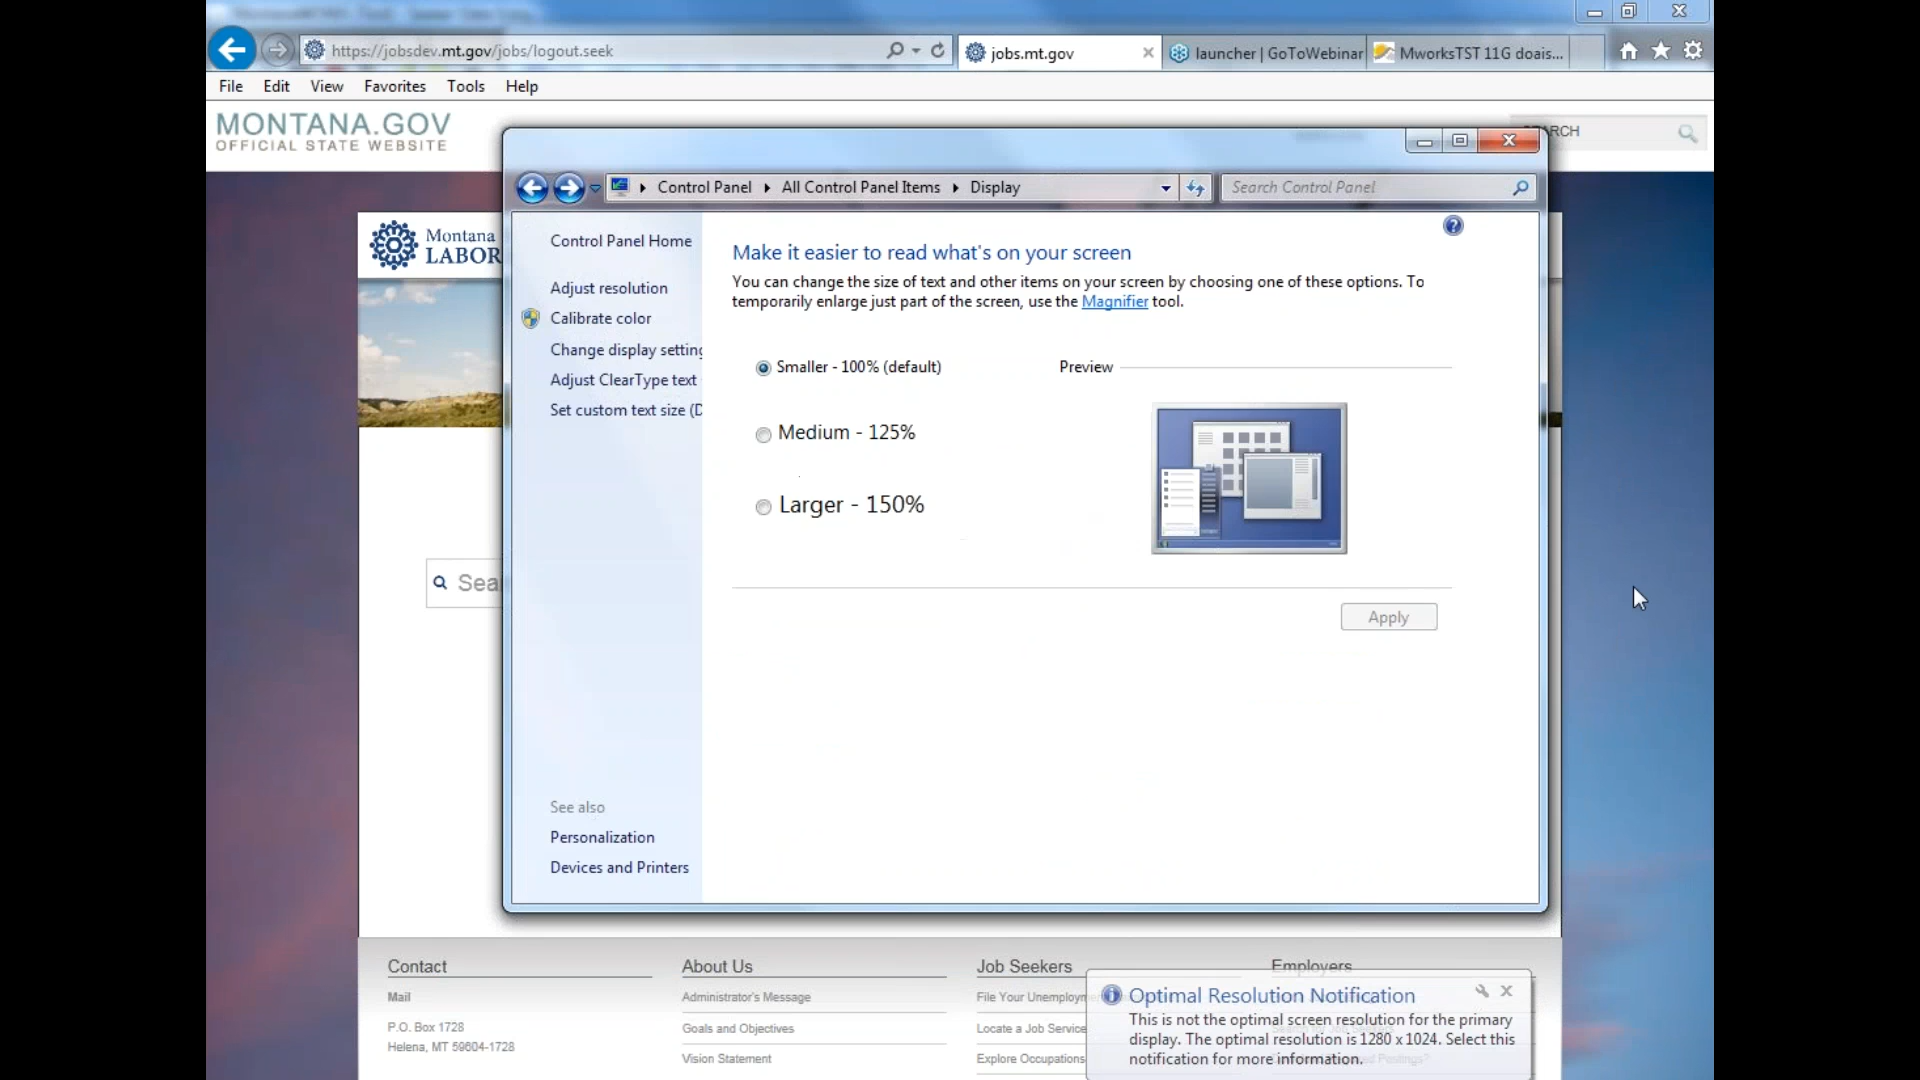 https://jobsdev.mt.gov/jobs/logout.seek
jobs.mt.gov
launcher | GoToWebinar
MworksTST 11G doais...
File Edit View Favorites Tools Help
MONTANA.GOV
OFFICIAL STATE WEBSITE
Control Panel All Control Panel Items Display
Search Control Panel
Montana
LABOR
Control Panel Home
Adjust resolution
Calibrate color
Change display setting
Adjust ClearType text
Set custom text size (D
Make it easier to read what's on your screen
You can change the size of text and other items on your screen by choosing one of these options. To
temporarily enlarge just part of the screen, use the Magnifier tool.
Smaller - 100% (default)
Preview
Medium - 125%
Larger - 150%
Apply
Sea
See also
Personalization
Devices and Printers
Contact
Mail
P.O. Box 1728
Helena, MT 59604-1728
About Us
Administrator's Message
Goals and Objectives
Vision Statement
Job Seekers
File Your Unemploym
Locate a Job Service
Explore Occupations
Employers
Optimal Resolution Notification
This is not the optimal screen resolution for the primary
display. The optimal resolution is 1280 x 1024. Select this
notification for more information.